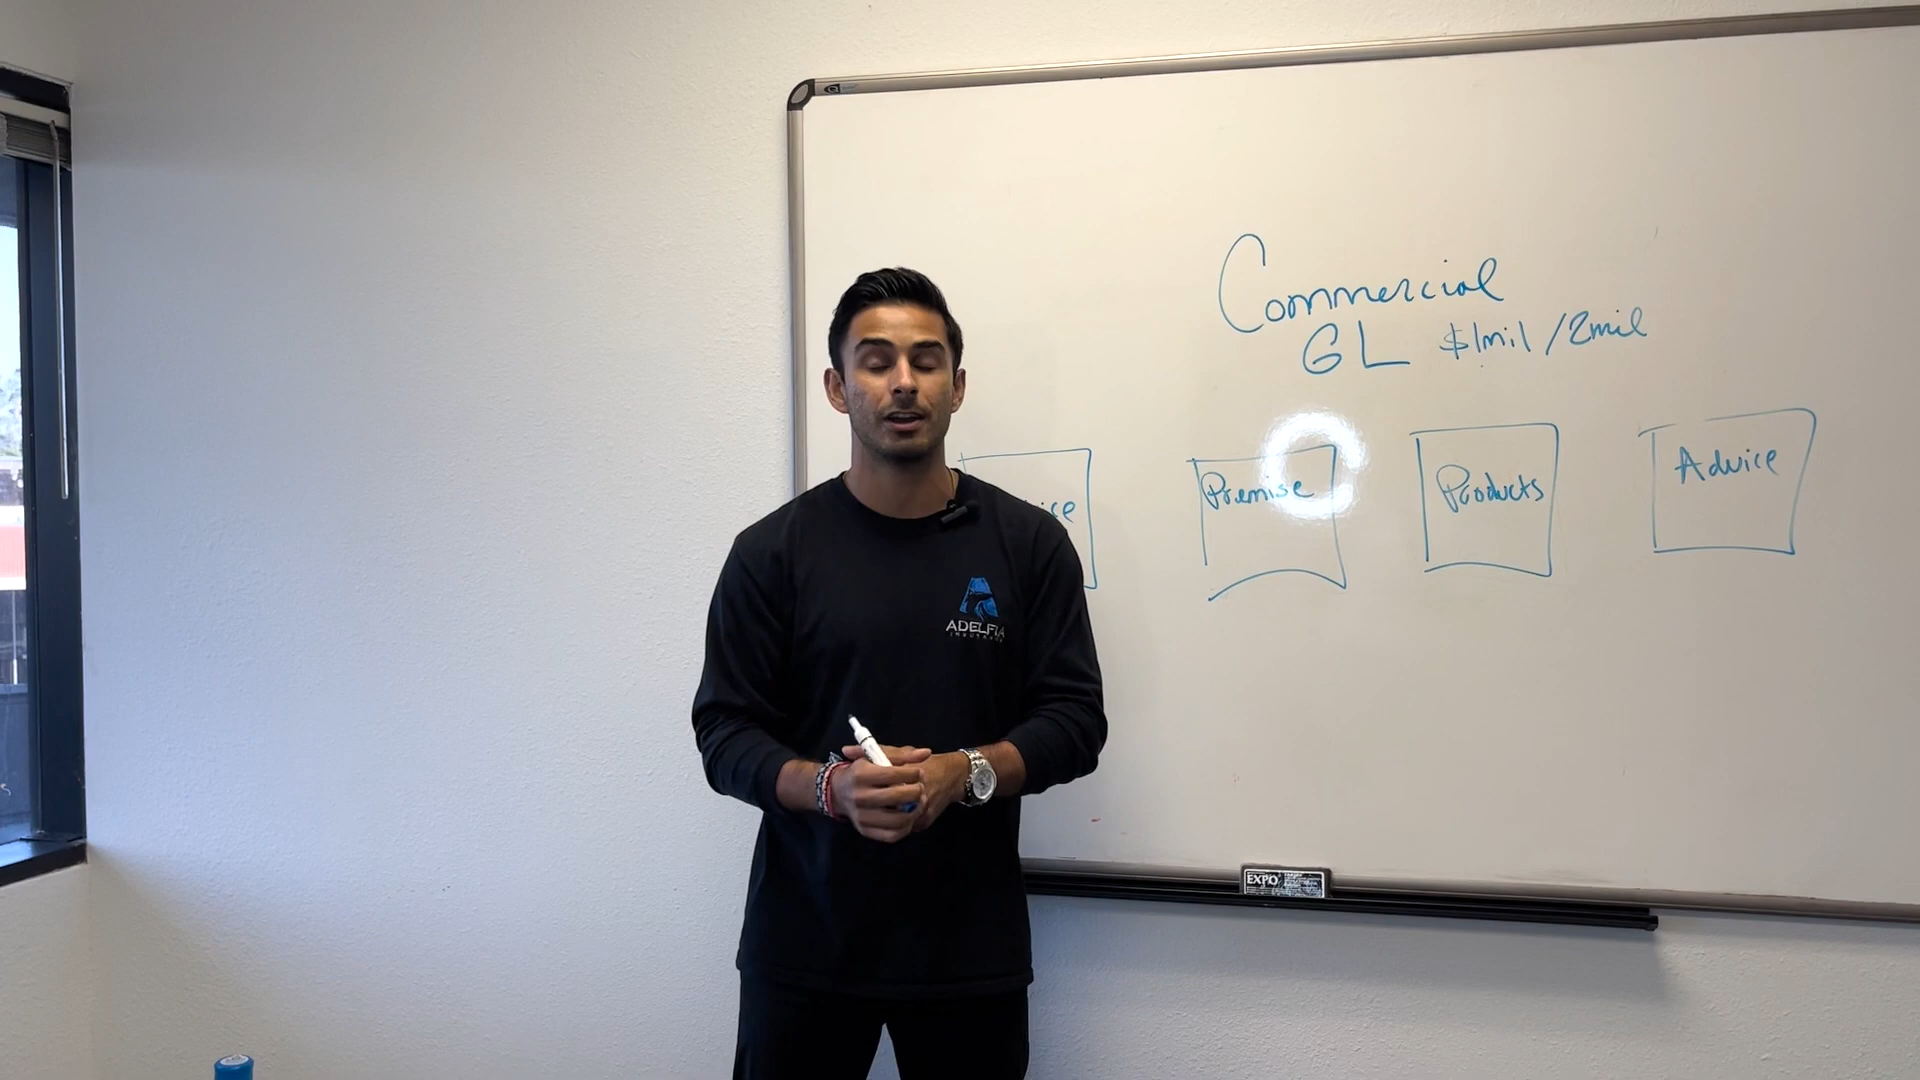 Commercial
GL $1mil/2mil
Premise
Products
Advice
ADELFIA
EXPO